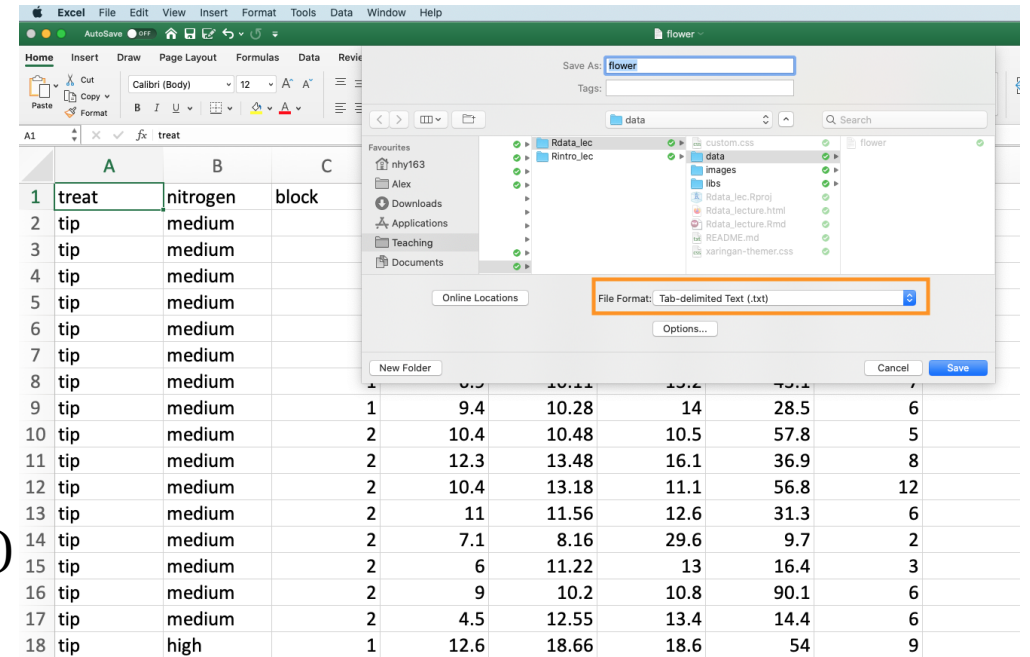 Excel File Edit View Insert Format Tools Data Window Help
AutoSave OFF flower
Home Insert Draw Page Layout Formulas Data
Paste Cut Copy Format
Calibri (Body) 12 A^ Aˇ
B I U A
A1 fx treat
Save As: flower
Tags:
data Search
Favourites
nhy163
Alex
Downloads
Applications
Teaching
Documents
Rdata_lec
Rintro_lec
custom.css
data
images
libs
Rdata_lec.Rproj
Rdata_lecture.html
Rdata_lecture.Rmd
README.md
xaringan-themer.css
flower
Online Locations File Format: Tab-delimited Text (.txt)
Options...
New Folder Cancel Save
A B C
1 treat nitrogen block
2 tip medium
3 tip medium
4 tip medium
5 tip medium
6 tip medium
7 tip medium
8 tip medium
9 tip medium 1 9.4 10.28 14 28.5 6
10 tip medium 2 10.4 10.48 10.5 57.8 5
11 tip medium 2 12.3 13.48 16.1 36.9 8
12 tip medium 2 10.4 13.18 11.1 56.8 12
13 tip medium 2 11 11.56 12.6 31.3 6
)
14 tip medium 2 7.1 8.16 29.6 9.7 2
15 tip medium 2 6 11.22 13 16.4 3
16 tip medium 2 9 10.2 10.8 90.1 6
17 tip medium 2 4.5 12.55 13.4 14.4 6
18 tip high 1 12.6 18.66 18.6 54 9